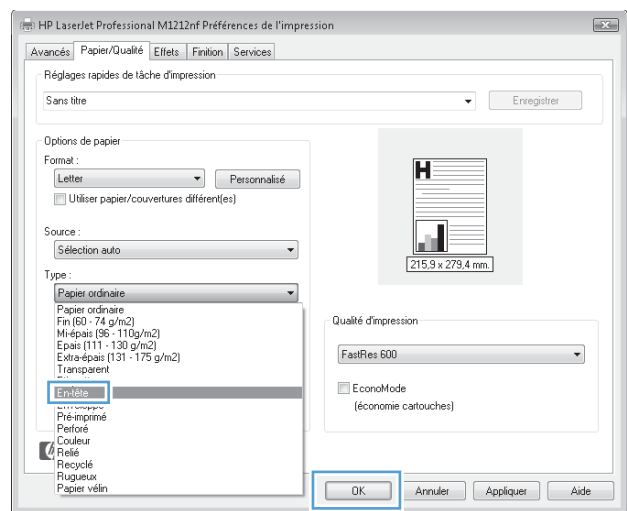 HP LaserJet Professional M1212nf Préférences de l'impression
Avancés Papier/Qualité Effets Finition Services
Réglages rapides de tâche d'impression
Sans titre
Enregistrer
Options de papier
Format :
Letter
Personnalisé
Utiliser papier/couvertures différent(es)
Source :
Sélection auto
Type :
Papier ordinaire
Papier ordinaire
Fin (60 - 74 g/m2)
Mi-épais (96 - 110g/m2)
Epais (111 - 130 g/m2)
Extra-épais (131 - 175 g/m2)
Transparent
En-tête
Pré-imprimé
Perforé
Couleur
Relié
Recyclé
Rugueux
Papier vélin
H
215,9 x 279,4 mm.
Qualité d'impression
FastRes 600
EconoMode
(économie cartouches)
OK Annuler Appliquer Aide